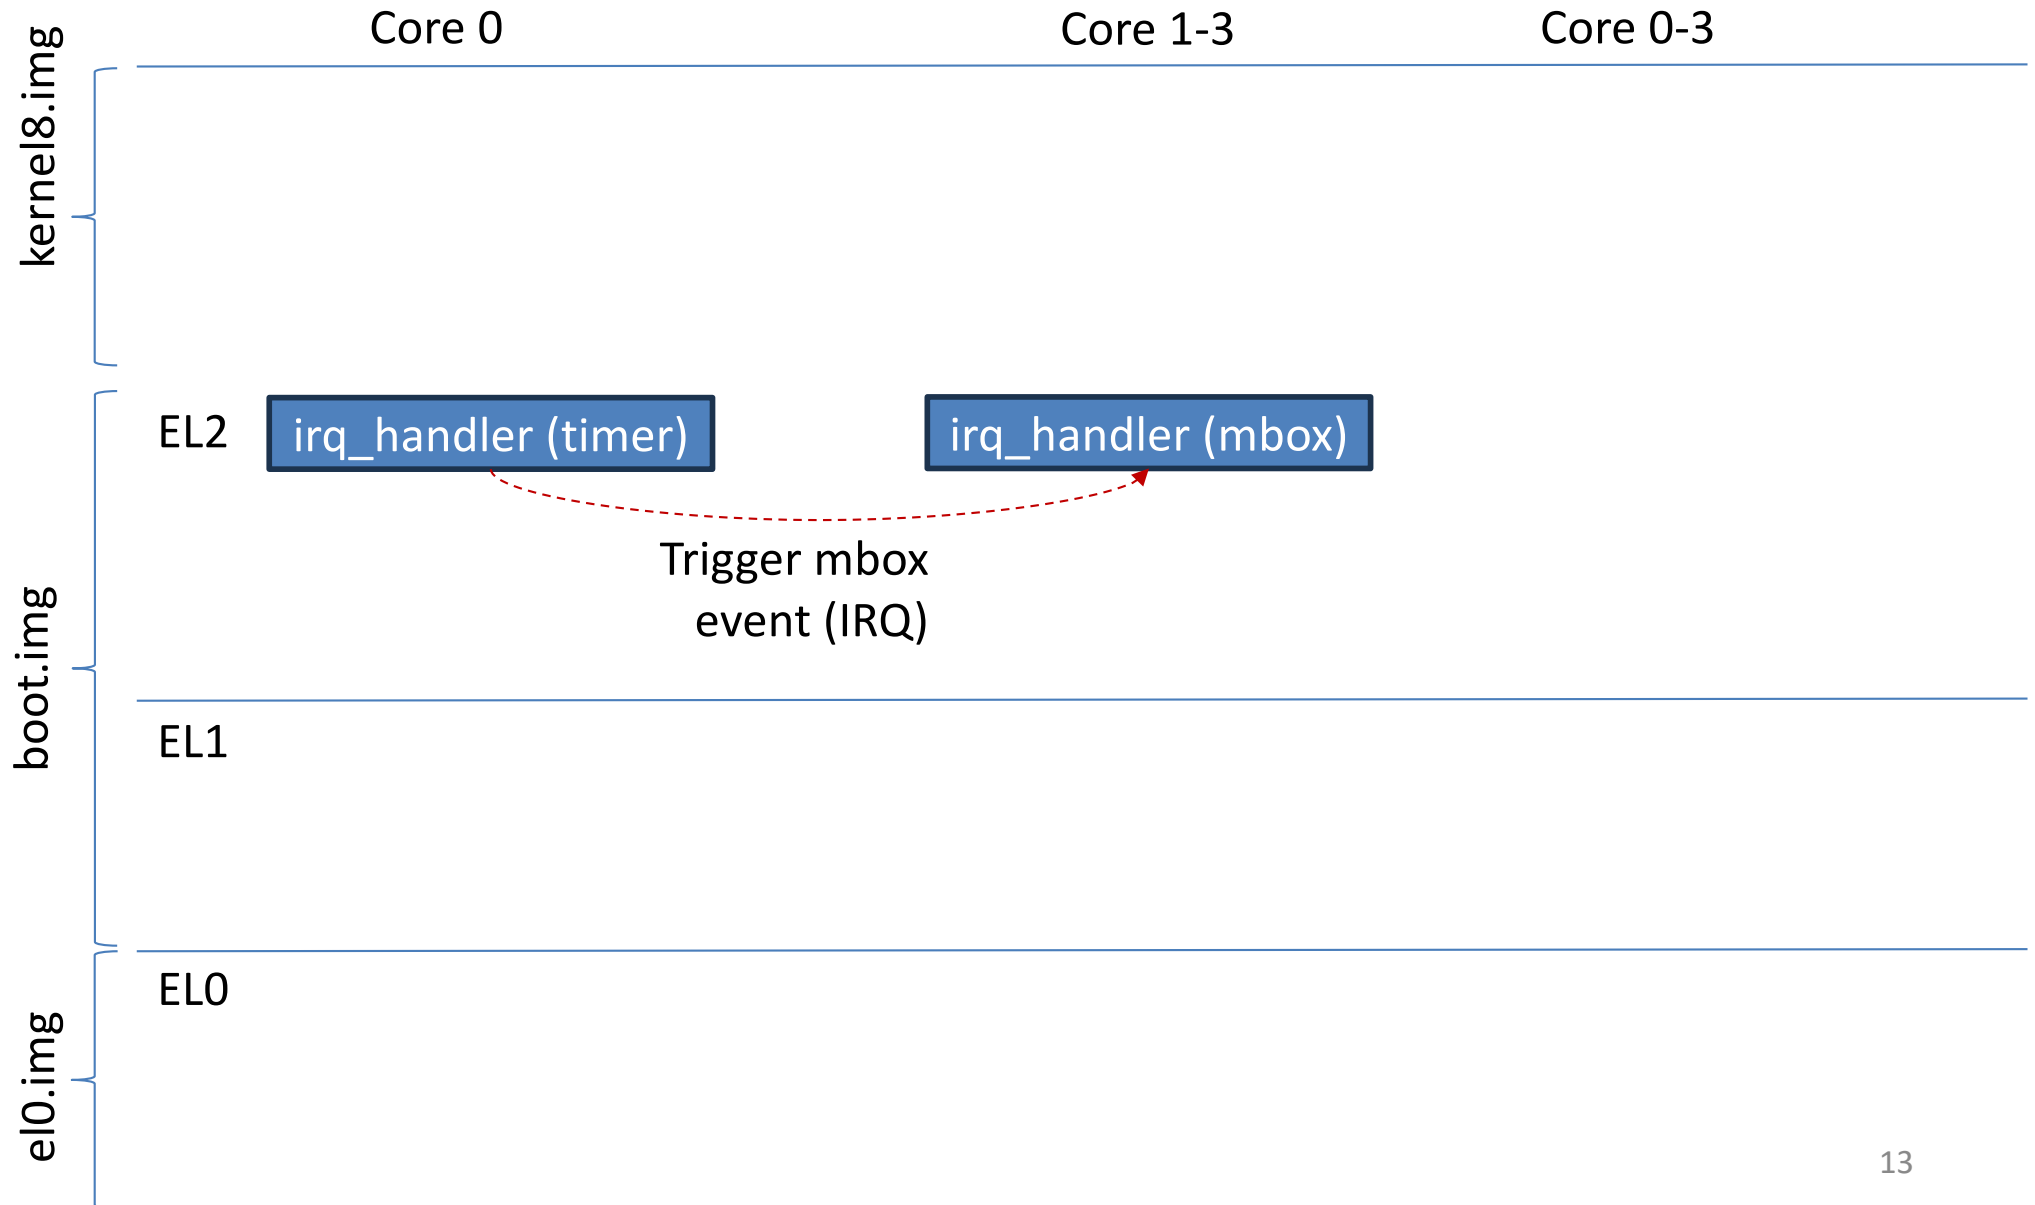 Core 0
Core 1-3
Core 0-3
kernel8.img
EL2
irq_handler (timer)
irq_handler (mbox)
Trigger mbox
event (IRQ)
boot.img
EL1
EL0
el0.img
13